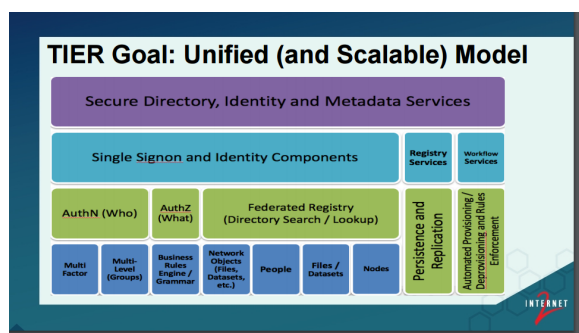 TIER Goal: Unified (and Scalable) Model
Secure Directory, Identity and Metadata Services
Single Signon and Identity Components
Registry
Services
Workflow
Services
AuthN (Who)
AuthZ
(What)
Federated Registry
(Directory Search / Lookup)
Persistence and
Replication
Automated Provisioning /
Deprovisioning and Rules
Enforcement
Multi
Factor
Multi-
Level
(Groups)
Business
Rules
Engine /
Grammar
Network
Objects
(Files,
Datasets,
etc.)
People
Files /
Datasets
Nodes
INTERNET
2